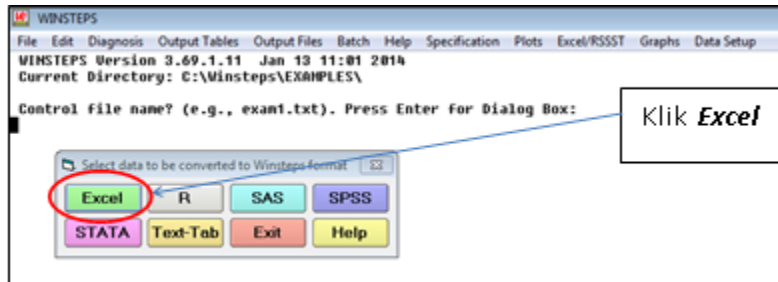 WINSTEPS
File Edit Diagnosis Output Tables Output Files Batch Help Specification Plots Excel/RSSST Graphs Data Setup
WINSTEPS Version 3.69.1.11 Jan 13 11:01 2014
Current Directory: C:\Winsteps\EXAMPLES\
Control file name? (e.g., exam1.txt). Press Enter for Dialog Box:
Klik Excel
Select data to be converted to Winsteps format
Excel R SAS SPSS
STATA Text-Tab Exit Help